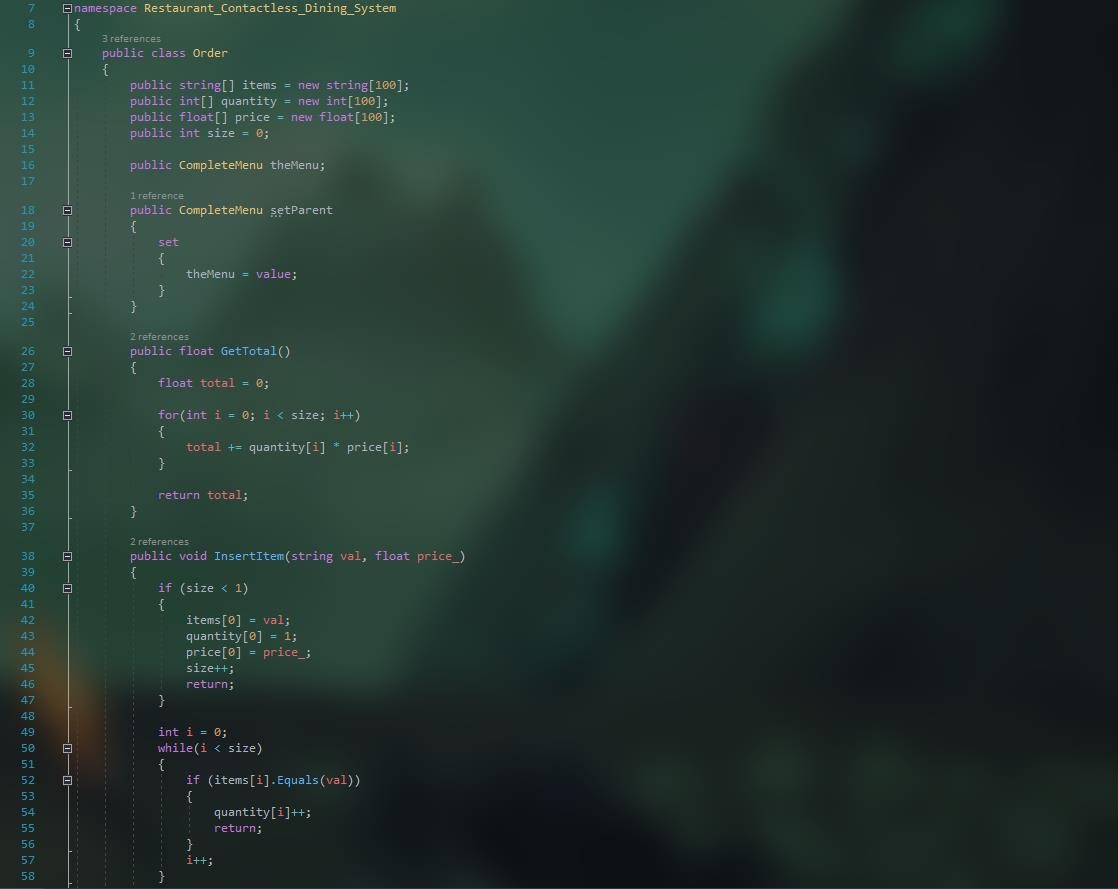 7 namespace Restaurant_Contactless_Dining_System
8 {
3 references
9 public class Order
10 {
11 public string[] items = new string[100];
12 public int[] quantity = new int[100];
13 public float[] price = new float[100];
14 public int size = 0;
15
16 public CompleteMenu theMenu;
17
1 reference
18 public CompleteMenu setParent
19 {
20 set
21 {
22 theMenu = value;
23 }
24 }
25
2 references
26 public float GetTotal()
27 {
28 float total = 0;
29
30 for(int i = 0; i < size; i++)
31 {
32 total += quantity[i] * price[i];
33 }
34
35 return total;
36 }
37
2 references
38 public void InsertItem(string val, float price_)
39 {
40 if (size < 1)
41 {
42 items[0] = val;
43 quantity[0] = 1;
44 price[0] = price_;
45 size++;
46 return;
47 }
48
49 int i = 0;
50 while(i < size)
51 {
52 if (items[i].Equals(val))
53 {
54 quantity[i]++;
55 return;
56 }
57 i++;
58 }